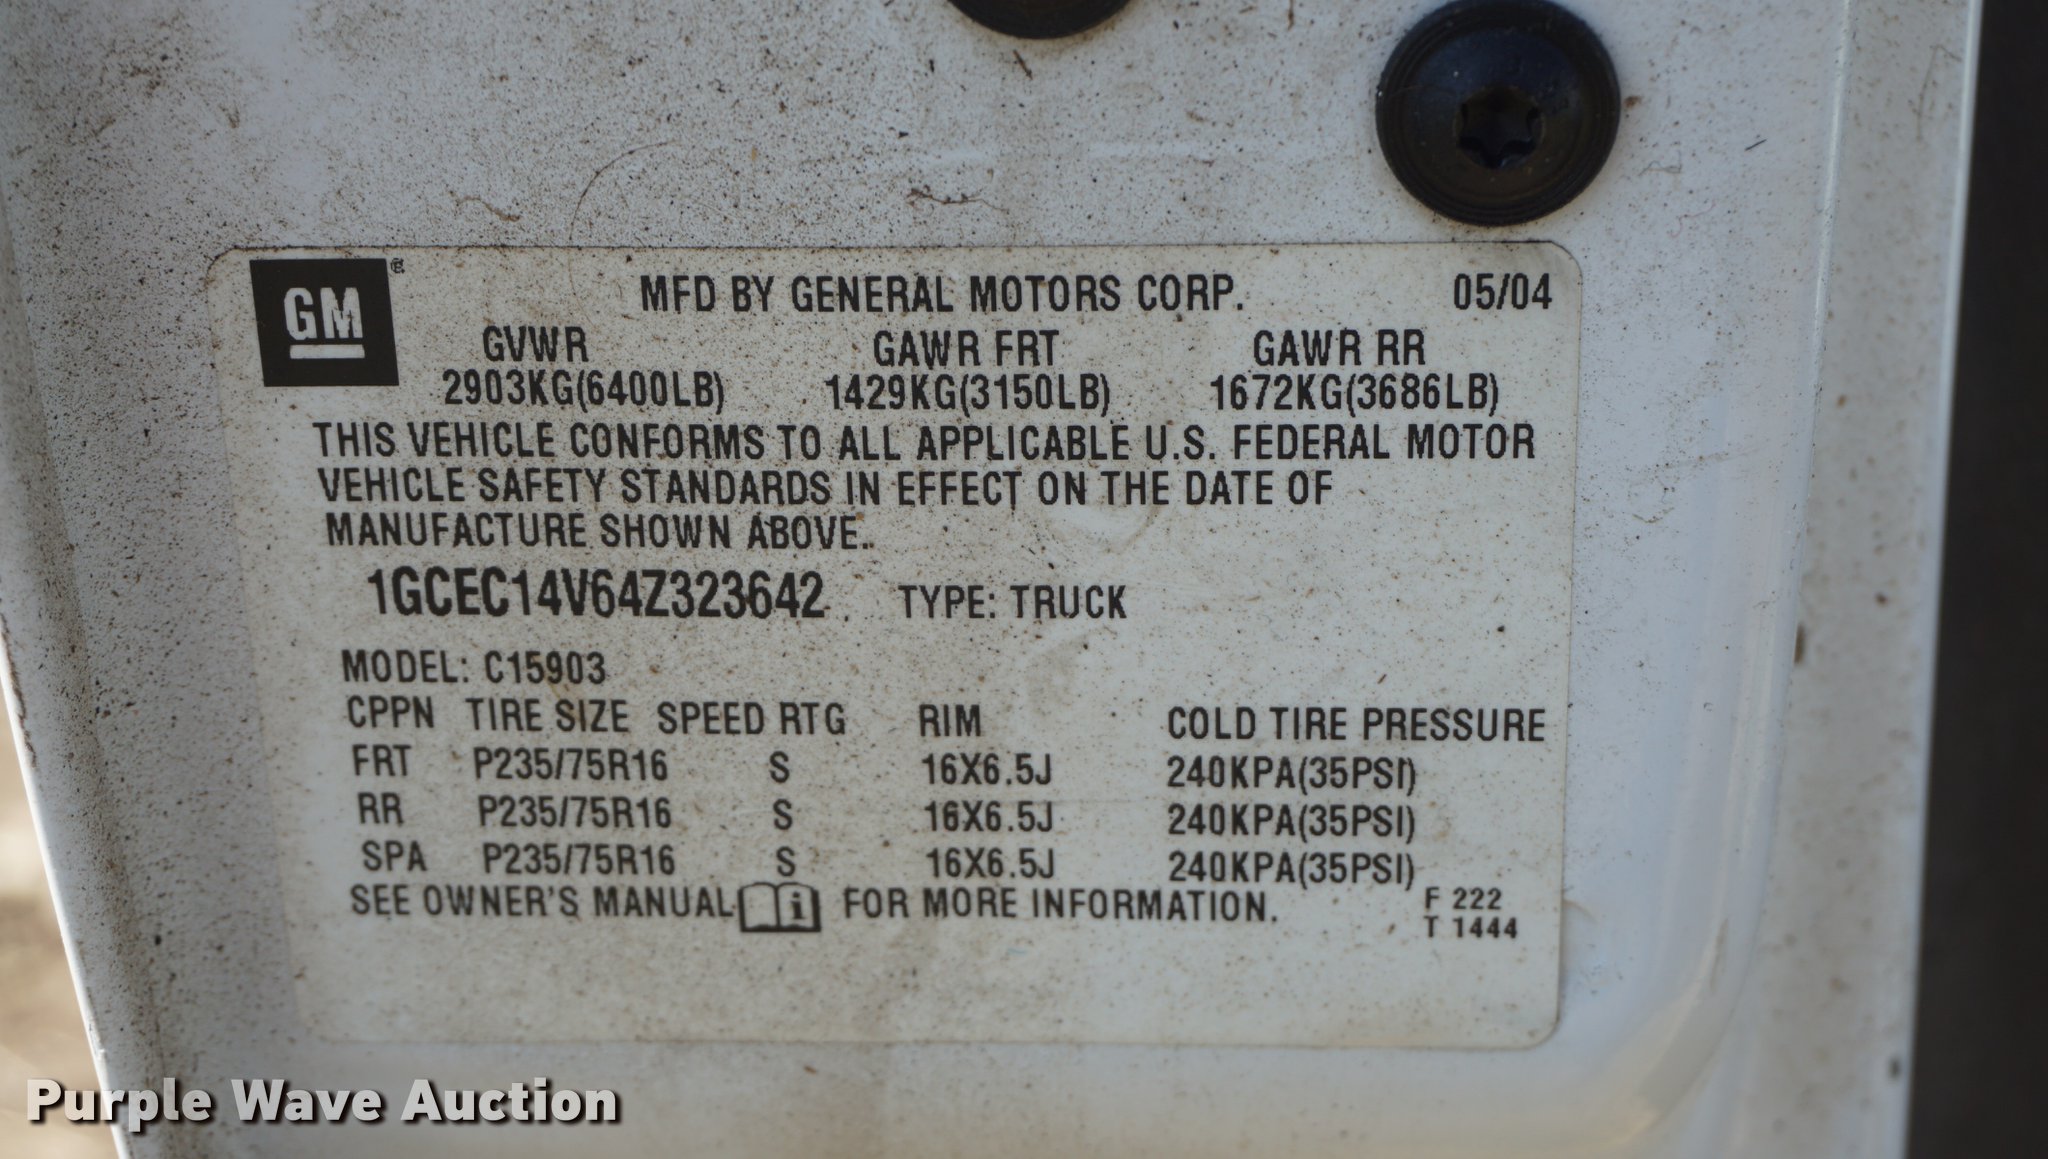 GM ®
MFD BY GENERAL MOTORS CORP. 05/04
GVWR GAWR FRT GAWR RR
2903KG(6400LB) 1429KG(3150LB) 1672KG(3686LB)
THIS VEHICLE CONFORMS TO ALL APPLICABLE U.S. FEDERAL MOTOR
VEHICLE SAFETY STANDARDS IN EFFECT ON THE DATE OF
MANUFACTURE SHOWN ABOVE.
1GCEC14V64Z323642 TYPE: TRUCK
MODEL: C15903
CPPN TIRE SIZE SPEED RTG RIM COLD TIRE PRESSURE
FRT P235/75R16 S 16X6.5J 240KPA(35PSI)
RR P235/75R16 S 16X6.5J 240KPA(35PSI)
SPA P235/75R16 S 16X6.5J 240KPA(35PSI)
SEE OWNER'S MANUAL i FOR MORE INFORMATION.
F 222
T 1444
Purple Wave Auction